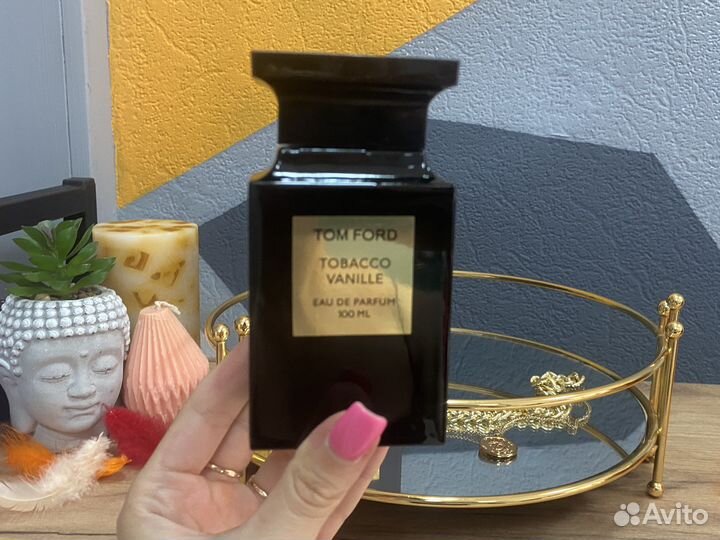 TOM FORD
TOBACCO
VANILLE
EAU DE PARFUM
100 ML
Avito